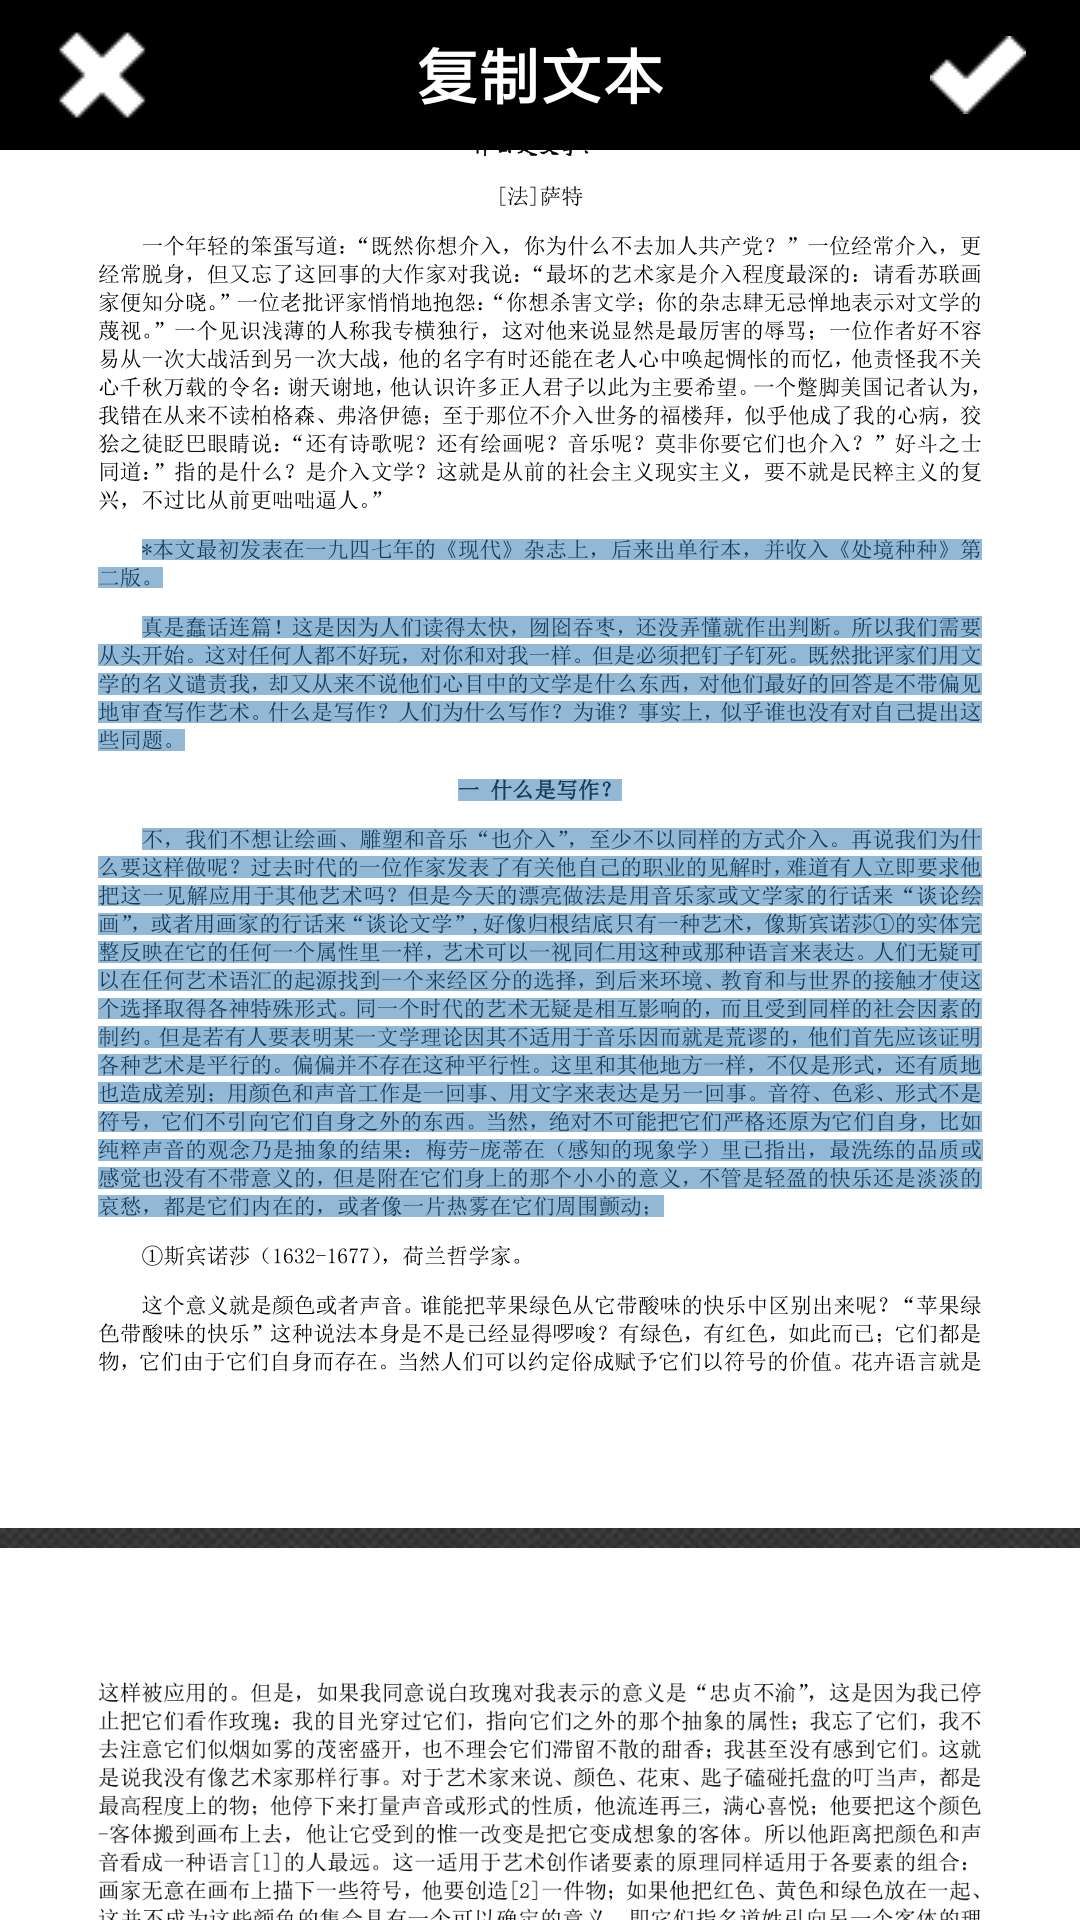 复制文本
[法]萨特
一个年轻的笨蛋写道：“既然你想介入，你为什么不去加人共产党？”一位经常介入，更
经常脱身，但又忘了这回事的大作家对我说：“最坏的艺术家是介入程度最深的：请看苏联画
家便知分晓。”一位老批评家悄悄地抱怨：“你想杀害文学；你的杂志肆无忌惮地表示对文学的
蔑视。”一个见识浅薄的人称我专横独行，这对他来说显然是最厉害的辱骂；一位作者好不容
易从一次大战活到另一次大战，他的名字有时还能在老人心中唤起惆怅的而忆，他责怪我不关
心千秋万载的令名：谢天谢地，他认识许多正人君子以此为主要希望。一个蹩脚美国记者认为，
我错在从来不读柏格森、弗洛伊德；至于那位不介入世务的福楼拜，似乎他成了我的心病，狡
狯之徒眨巴眼睛说：“还有诗歌呢？还有绘画呢？音乐呢？莫非你要它们也介入？”好斗之士
同道：”指的是什么？是介入文学？这就是从前的社会主义现实主义，要不就是民粹主义的复
兴，不过比从前更咄咄逼人。”
*本文最初发表在一九四七年的《现代》杂志上，后来出单行本，并收入《处境种种》第
二版。
真是蠢话连篇！这是因为人们读得太快，囫囵吞枣，还没弄懂就作出判断。所以我们需要
从头开始。这对任何人都不好玩，对你和对我一样。但是必须把钉子钉死。既然批评家们用文
学的名义谴责我，却又从来不说他们心目中的文学是什么东西，对他们最好的回答是不带偏见
地审查写作艺术。什么是写作？人们为什么写作？为谁？事实上，似乎谁也没有对自己提出这
些同题。
一 什么是写作？
不，我们不想让绘画、雕塑和音乐“也介入”，至少不以同样的方式介入。再说我们为什
么要这样做呢？过去时代的一位作家发表了有关他自己的职业的见解时，难道有人立即要求他
把这一见解应用于其他艺术吗？但是今天的漂亮做法是用音乐家或文学家的行话来“谈论绘
画”，或者用画家的行话来“谈论文学”,好像归根结底只有一种艺术，像斯宾诺莎①的实体完
整反映在它的任何一个属性里一样，艺术可以一视同仁用这种或那种语言来表达。人们无疑可
以在任何艺术语汇的起源找到一个来经区分的选择，到后来环境、教育和与世界的接触才使这
个选择取得各神特殊形式。同一个时代的艺术无疑是相互影响的，而且受到同样的社会因素的
制约。但是若有人要表明某一文学理论因其不适用于音乐因而就是荒谬的，他们首先应该证明
各种艺术是平行的。偏偏并不存在这种平行性。这里和其他地方一样，不仅是形式，还有质地
也造成差别；用颜色和声音工作是一回事、用文字来表达是另一回事。音符、色彩、形式不是
符号，它们不引向它们自身之外的东西。当然，绝对不可能把它们严格还原为它们自身，比如
纯粹声音的观念乃是抽象的结果：梅劳-庞蒂在（感知的现象学）里已指出，最洗练的品质或
感觉也没有不带意义的，但是附在它们身上的那个小小的意义，不管是轻盈的快乐还是淡淡的
哀愁，都是它们内在的，或者像一片热雾在它们周围颤动；
①斯宾诺莎（1632-1677），荷兰哲学家。
这个意义就是颜色或者声音。谁能把苹果绿色从它带酸味的快乐中区别出来呢？“苹果绿
色带酸味的快乐”这种说法本身是不是已经显得啰唆？有绿色，有红色，如此而已；它们都是
物，它们由于它们自身而存在。当然人们可以约定俗成赋予它们以符号的价值。花卉语言就是
这样被应用的。但是，如果我同意说白玫瑰对我表示的意义是“忠贞不渝”，这是因为我已停
止把它们看作玫瑰：我的目光穿过它们，指向它们之外的那个抽象的属性；我忘了它们，我不
去注意它们似烟如雾的茂密盛开，也不理会它们滞留不散的甜香；我甚至没有感到它们。这就
是说我没有像艺术家那样行事。对于艺术家来说、颜色、花束、匙子磕碰托盘的叮当声，都是
最高程度上的物；他停下来打量声音或形式的性质，他流连再三，满心喜悦；他要把这个颜色
-客体搬到画布上去，他让它受到的惟一改变是把它变成想象的客体。所以他距离把颜色和声
音看成一种语言[1]的人最远。这一适用于艺术创作诸要素的原理同样适用于各要素的组合：
画家无意在画布上描下一些符号，他要创造[2]一件物；如果他把红色、黄色和绿色放在一起、